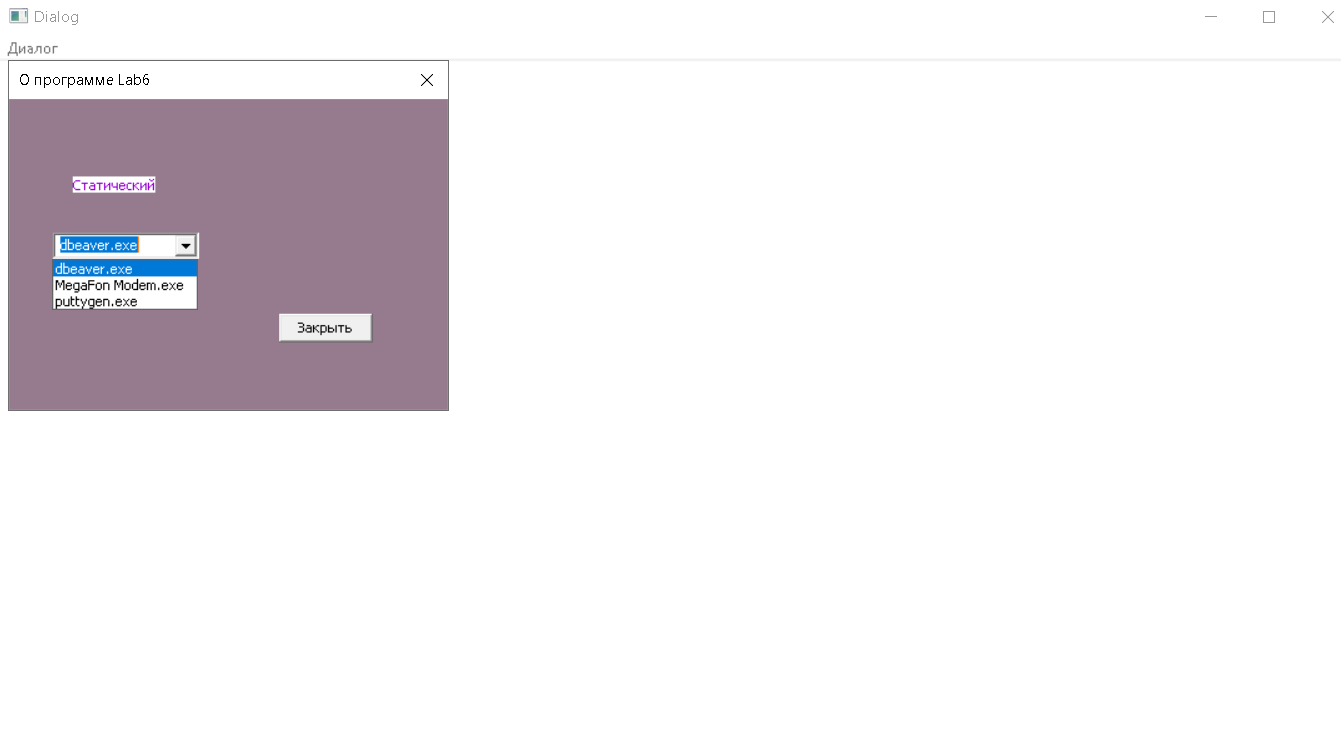 Dialog
Диалог
О программе Lab6
Статический
dbeaver.exe
dbeaver.exe
MegaFon Modem.exe
puttygen.exe
Закрыть